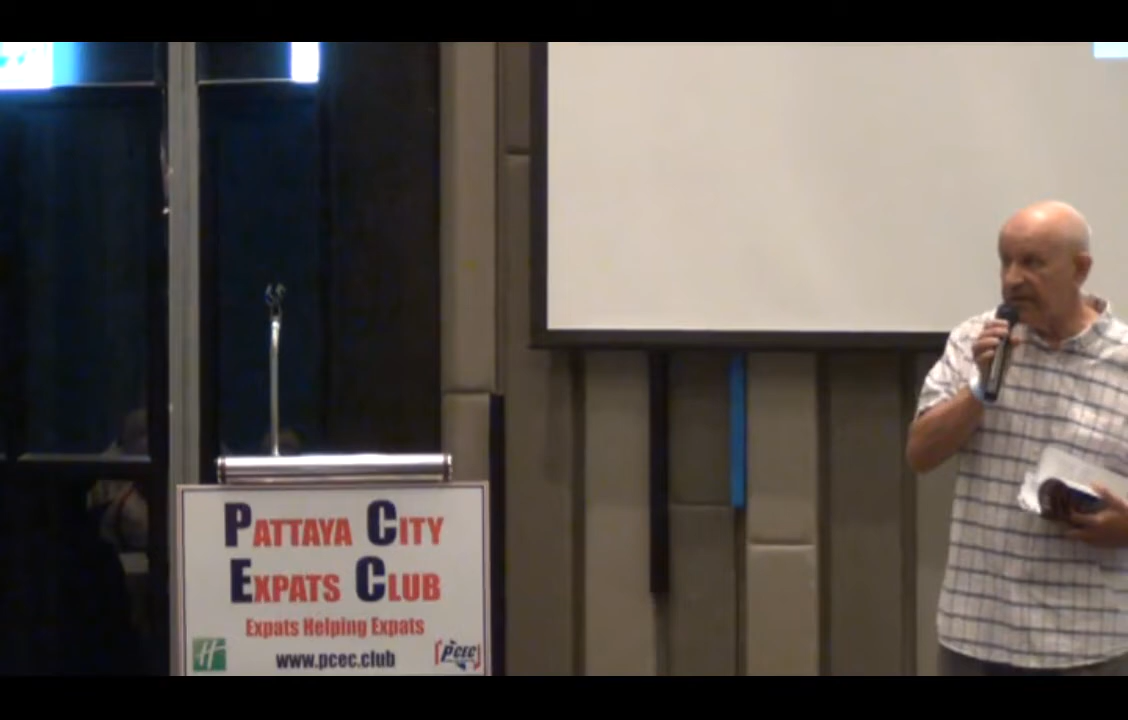 PATTAYA CITY
EXPATS CLUB
Expats Helping Expats
H
www.pcec.club
PCEC